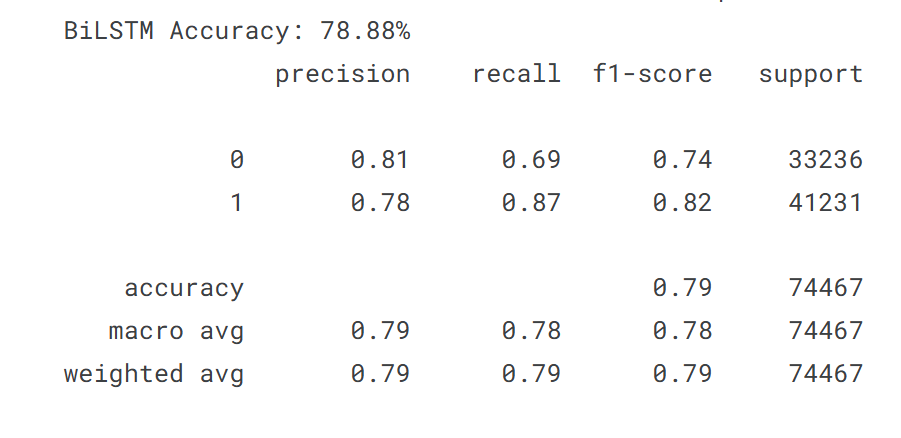 BiLSTM Accuracy: 78.88%
precision recall f1-score support
0 0.81 0.69 0.74 33236
1 0.78 0.87 0.82 41231
accuracy 0.79 74467
macro avg 0.79 0.78 0.78 74467
weighted avg 0.79 0.79 0.79 74467